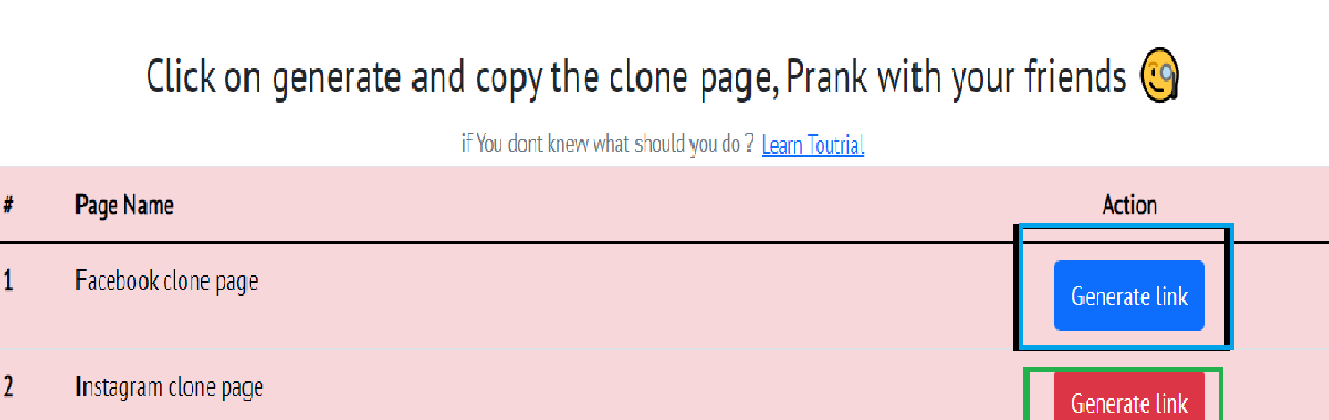 Click on generate and copy the clone page, Prank with your friends
if You dont knew what should you do ? Learn Toutrial
# Page Name Action
1 Facebook clone page Generate link
2 Instagram clone page Generate link